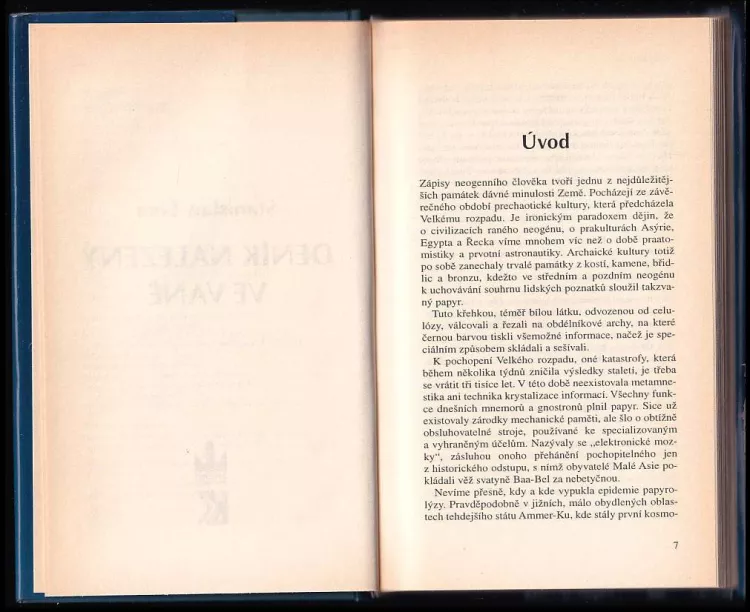 Úvod
Zápisy neogenního člověka tvoří jednu z nejdůležitěj-
ších památek dávné minulosti Země. Pocházejí ze závě-
rečného období prechaotické kultury, která předcházela
Velkému rozpadu. Je ironickým paradoxem dějin, že
o civilizacích raného neogénu, o prakulturách Asýrie,
Egypta a Řecka víme mnohem víc než o době praato-
mistiky a prvotní astronautiky. Archaické kultury totiž
po sobě zanechaly trvalé památky z kostí, kamene, břid-
lic a bronzu, kdežto ve středním a pozdním neogénu
k uchovávání souhrnu lidských poznatků sloužil takzva-
ný papyr.
Tuto křehkou, téměř bílou látku, odvozenou od celu-
lózy, válcovali a řezali na obdélníkové archy, na které
černou barvou tiskli všemožné informace, načež je spe-
ciálním způsobem skládali a sešívali.
K pochopení Velkého rozpadu, oné katastrofy, která
během několika týdnů zničila výsledky staletí, je třeba
se vrátit tři tisíce let. V této době neexistovala metamne-
stika ani technika krystalizace informací. Všechny funk-
ce dnešních mnemorů a gnostronů plnil papyr. Sice už
existovaly zárodky mechanické paměti, ale šlo o obtížně
obsluhovatelné stroje, používané ke specializovaným
a vyhraněným účelům. Nazývaly se „elektronické moz-
ky“, zásluhou onoho přehánění pochopitelného jen
z historického odstupu, s nímž obyvatelé Malé Asie po-
kládali věž svatyně Baa-Bel za nebetyčnou.
Nevíme přesně, kdy a kde vypukla epidemie papyro-
lýzy. Pravděpodobně v jižních, málo obydlených oblas-
tech tehdejšího státu Ammer-Ku, kde stály první kosmo-
7
DENÍK NALEZENÝ
VE VANĚ